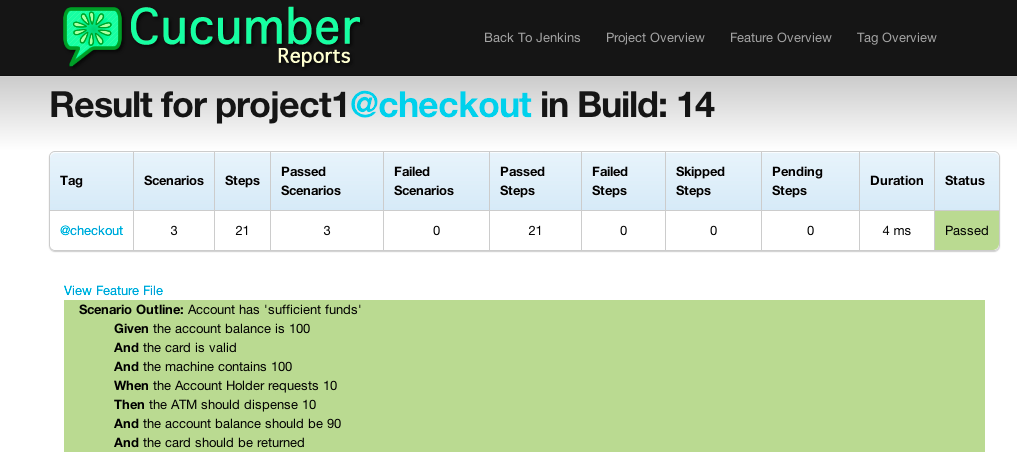 Cucumber
Reports
Back To Jenkins Project Overview Feature Overview Tag Overview
Result for project1@checkout in Build: 14
Tag Scenarios Steps Passed Scenarios Failed Scenarios Passed Steps Failed Steps Skipped Steps Pending Steps Duration Status
@checkout 3 21 3 0 21 0 0 0 4 ms Passed
View Feature File
Scenario Outline: Account has 'sufficient funds'
Given the account balance is 100
And the card is valid
And the machine contains 100
When the Account Holder requests 10
Then the ATM should dispense 10
And the account balance should be 90
And the card should be returned